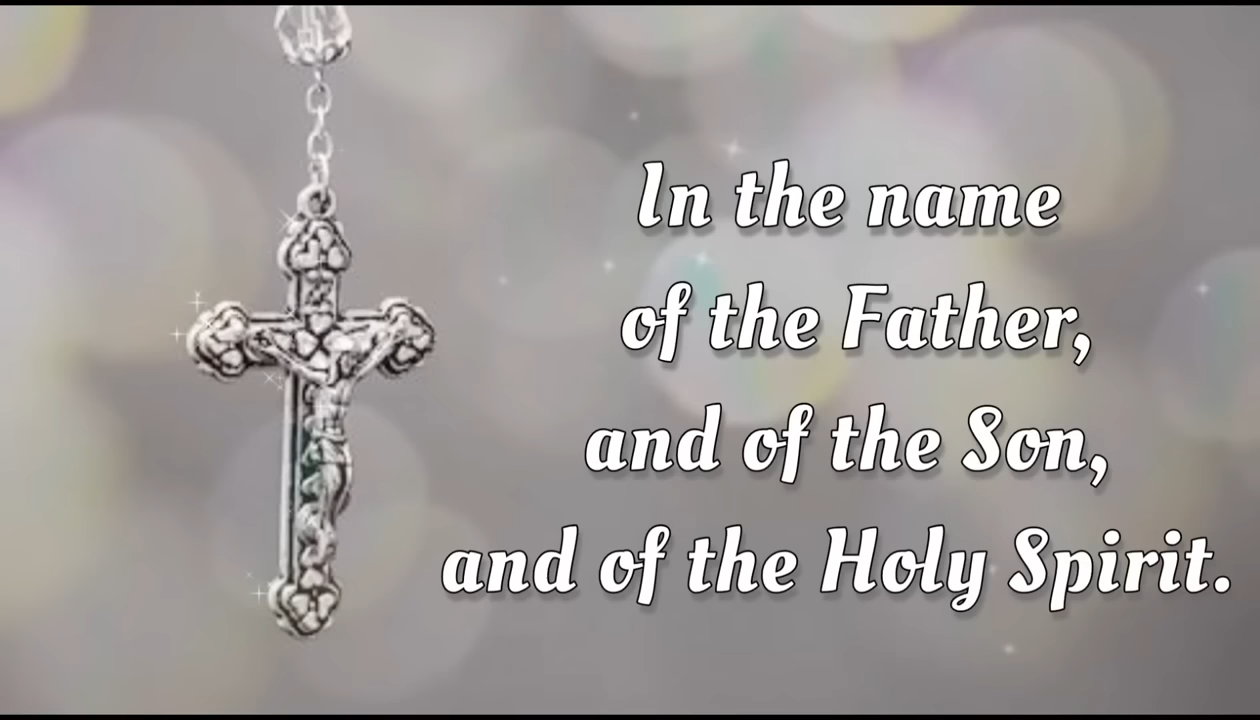 In the name
of the Father,
and of the Son,
and of the Holy Spirit.